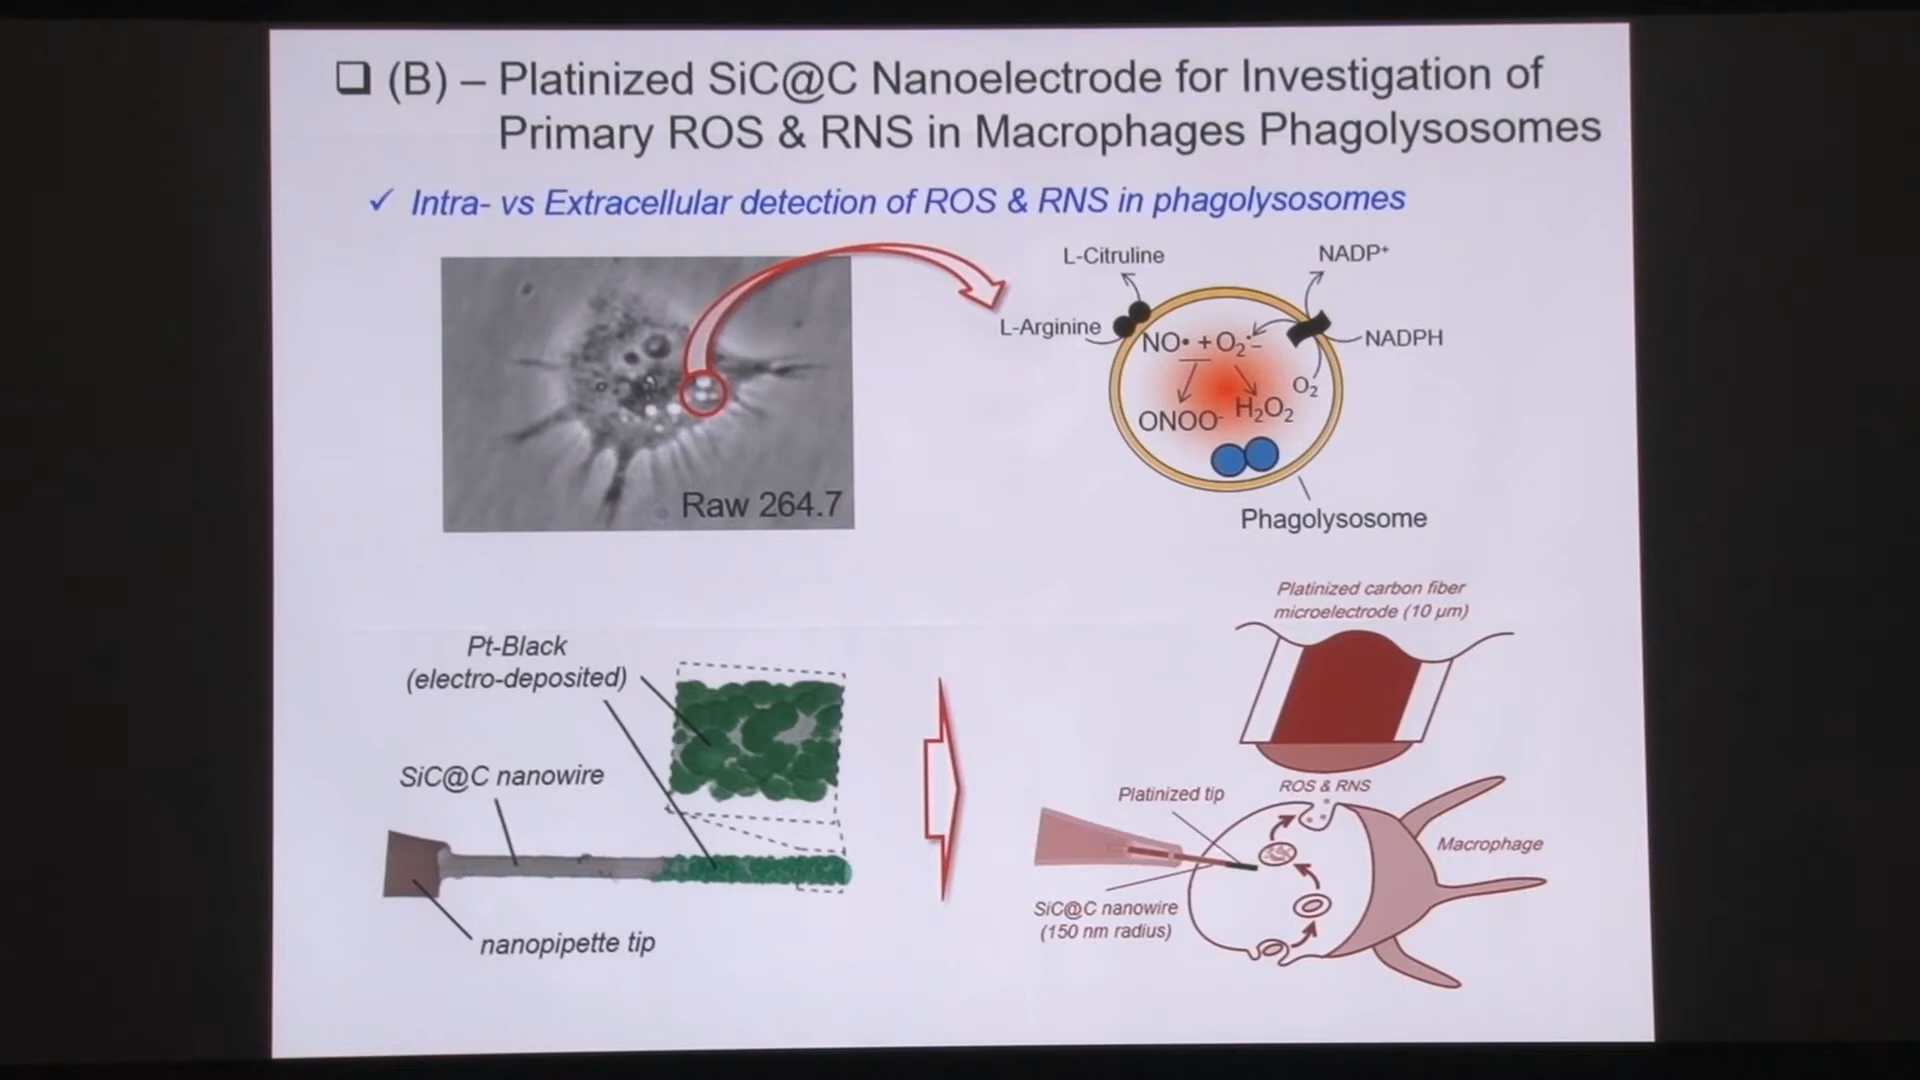 (B) – Platinized SiC@C Nanoelectrode for Investigation of
Primary ROS & RNS in Macrophages Phagolysosomes
✓ Intra- vs Extracellular detection of ROS & RNS in phagolysosomes
Raw 264.7
L-Citruline
NADP⁺
L-Arginine
NADPH
NO• + O₂•⁻
O₂
ONOO⁻
H₂O₂
Phagolysosome
Pt-Black
(electro-deposited)
SiC@C nanowire
nanopipette tip
Platinized carbon fiber
microelectrode (10 µm)
ROS & RNS
Platinized tip
Macrophage
SiC@C nanowire
(150 nm radius)